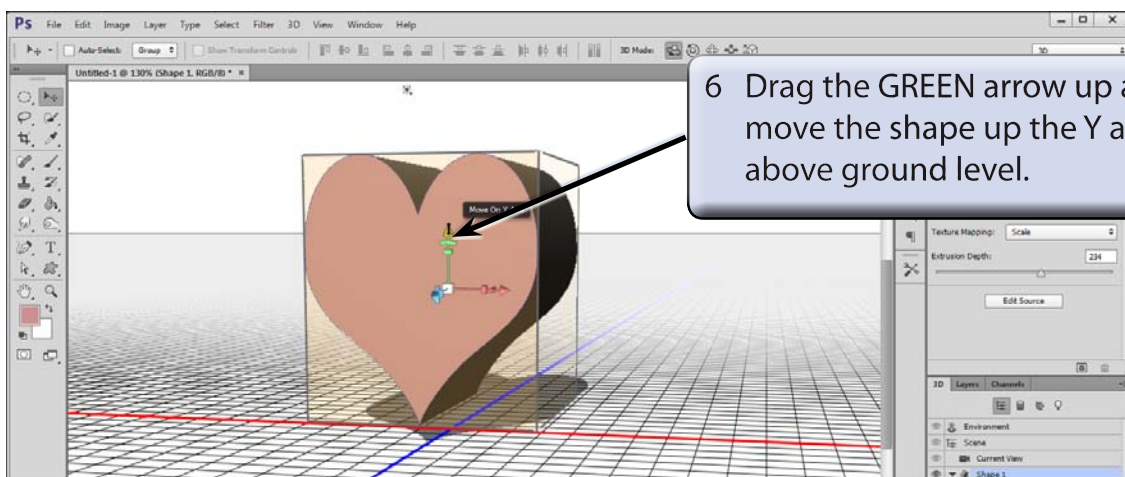 Ps File Edit Image Layer Type Select Filter 3D View Window Help
Auto-Select: Group Show Transform Controls 3D Mode: 3D
Untitled-1 @ 130% (Shape 1, RGB/8) *
6 Drag the GREEN arrow up a
move the shape up the Y a
above ground level.
Move On Y
Texture Mapping: Scale
Extrusion Depth: 234
Edit Source
3D Layers Channels
Environment
Scene
Current View
Shape 1